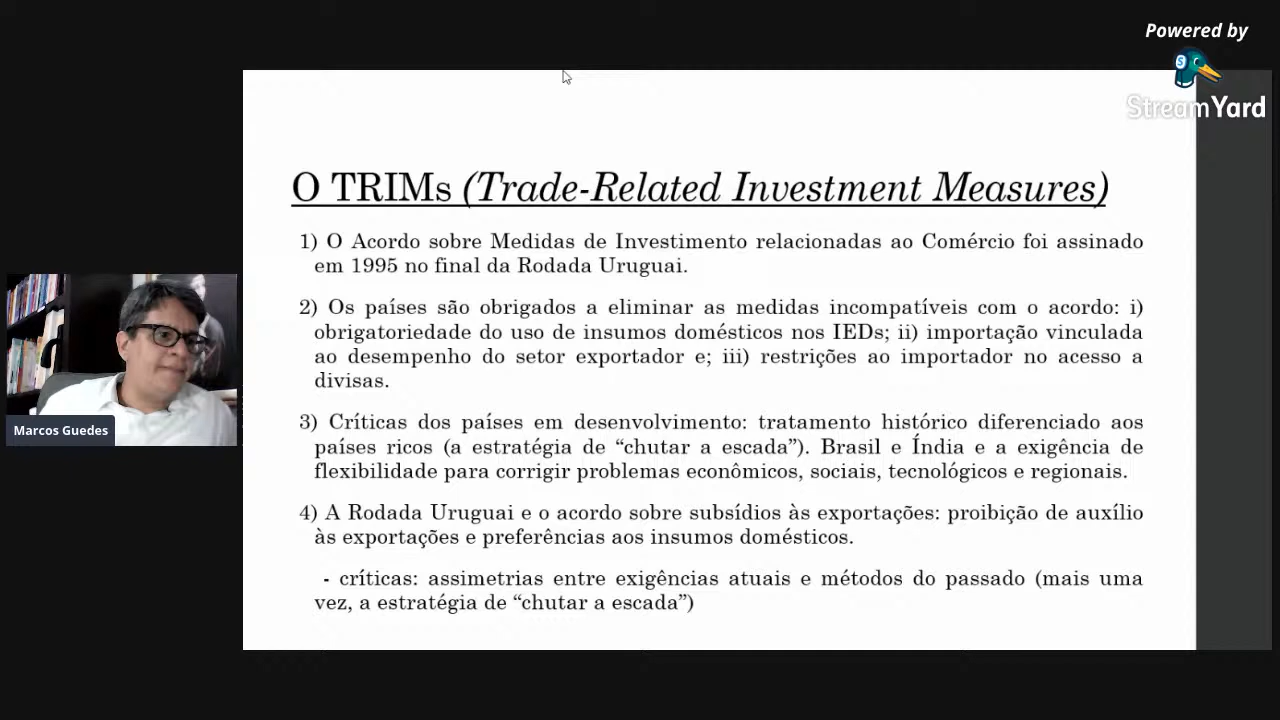 Powered by
StreamYard
O TRIMs (Trade-Related Investment Measures)
1) O Acordo sobre Medidas de Investimento relacionadas ao Comércio foi assinado
em 1995 no final da Rodada Uruguai.
2) Os países são obrigados a eliminar as medidas incompatíveis com o acordo: i)
obrigatoriedade do uso de insumos domésticos nos IEDs; ii) importação vinculada
ao desempenho do setor exportador e; iii) restrições ao importador no acesso a
divisas.
3) Críticas dos países em desenvolvimento: tratamento histórico diferenciado aos
países ricos (a estratégia de “chutar a escada”). Brasil e Índia e a exigência de
flexibilidade para corrigir problemas econômicos, sociais, tecnológicos e regionais.
4) A Rodada Uruguai e o acordo sobre subsídios às exportações: proibição de auxílio
às exportações e preferências aos insumos domésticos.
- críticas: assimetrias entre exigências atuais e métodos do passado (mais uma
vez, a estratégia de “chutar a escada”)
Marcos Guedes